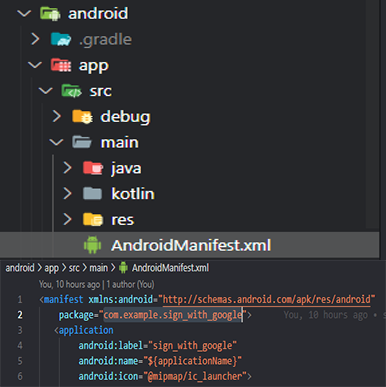 android
.gradle
app
src
debug
main
java
kotlin
res
AndroidManifest.xml
android > app > src > main > AndroidManifest.xml
You, 10 hours ago | 1 author (You)
1 <manifest xmlns:android="http://schemas.android.com/apk/res/android"
2 package="com.example.sign_with_google"> You, 10 hours ago •
3 <application
4 android:label="sign_with_google"
5 android:name="${applicationName}"
6 android:icon="@mipmap/ic_launcher">